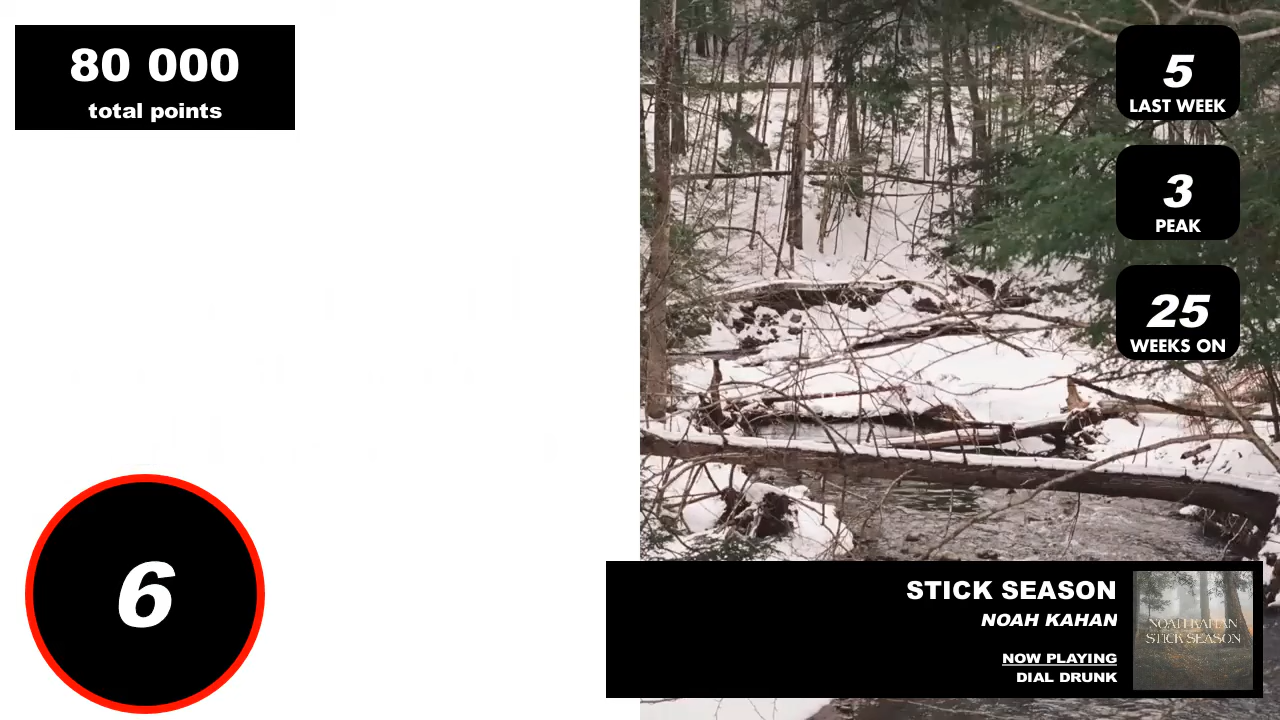 80 000
total points
5
LAST WEEK
3
PEAK
25
WEEKS ON
6
STICK SEASON
NOAH KAHAN
NOW PLAYING
DIAL DRUNK
NOAH KAHAN
STICK SEASON